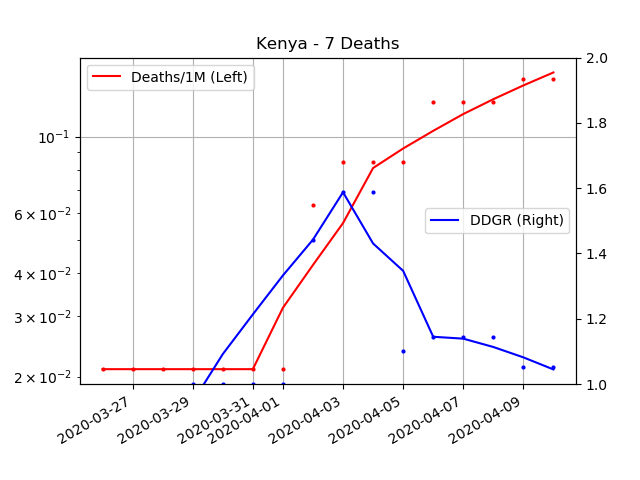 Kenya - 7 Deaths
Deaths/1M (Left)
DDGR (Right)
10⁻¹
6 × 10⁻²
4 × 10⁻²
3 × 10⁻²
2 × 10⁻²
2.0
1.8
1.6
1.4
1.2
1.0
2020-03-27
2020-03-29
2020-03-31
2020-04-01
2020-04-03
2020-04-05
2020-04-07
2020-04-09